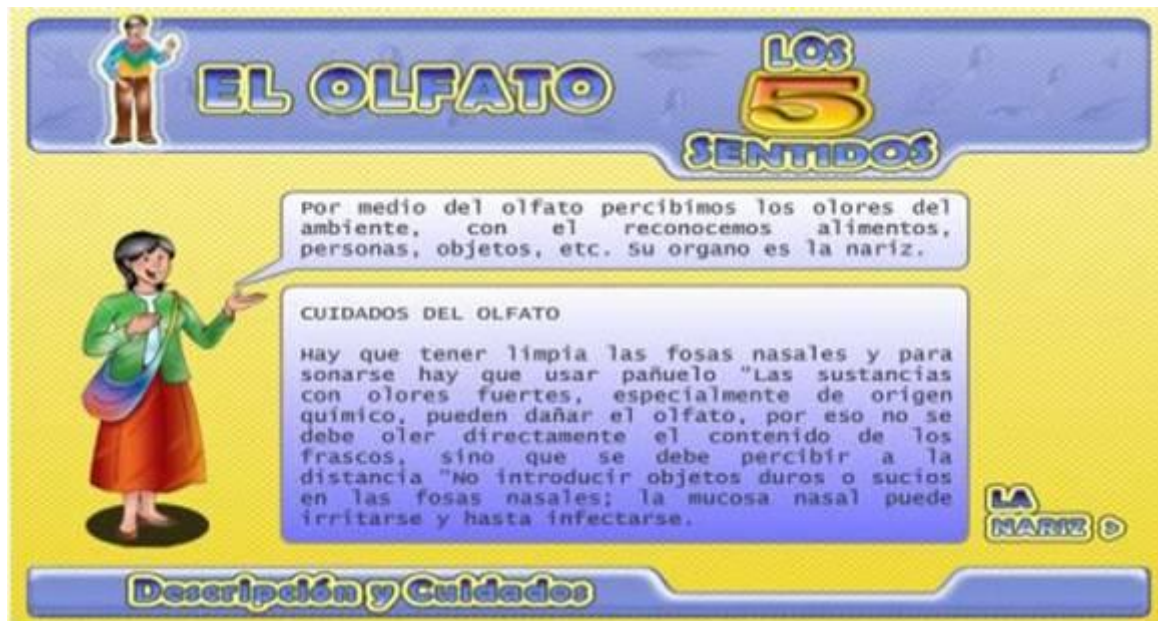 EL OLFATO
LOS
5
SENTIDOS
Por medio del olfato percibimos los olores del
ambiente, con el reconocemos alimentos,
personas, objetos, etc. Su organo es la nariz.
CUIDADOS DEL OLFATO
Hay que tener limpia las fosas nasales y para
sonarse hay que usar pañuelo "Las sustancias
con olores fuertes, especialmente de origen
químico, pueden dañar el olfato, por eso no se
debe oler directamente el contenido de los
frascos, sino que se debe percibir a la
distancia "No introducir objetos duros o sucios
en las fosas nasales; la mucosa nasal puede
irritarse y hasta infectarse.
LA
NARIZ
Descripción y Cuidados